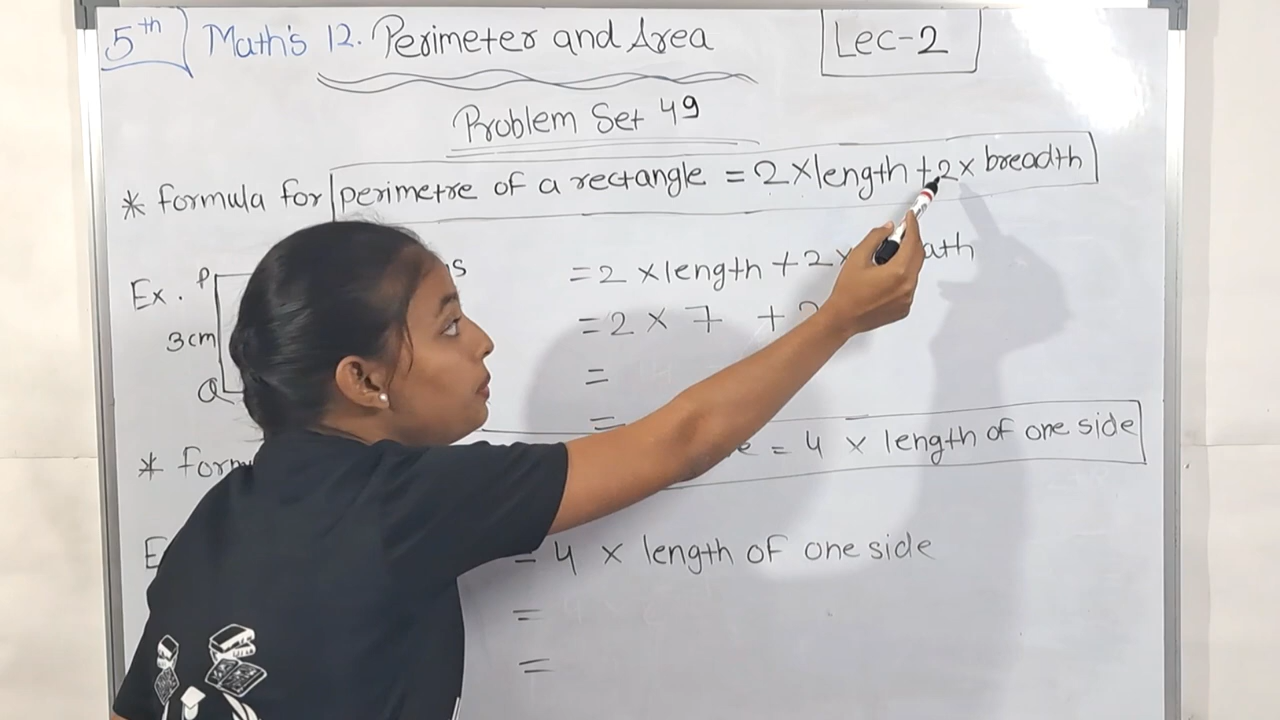 5th Math's 12. Perimeter and Area Lec-2
Problem Set 49
* formula for perimetre of a rectangle = 2 × length + 2 × breadth
Ex. P S = 2 × length + 2 ×
3cm = 2 × 7 + 2
Q =
=
* = 4 × length of one side
= 4 × length of one side
=
=